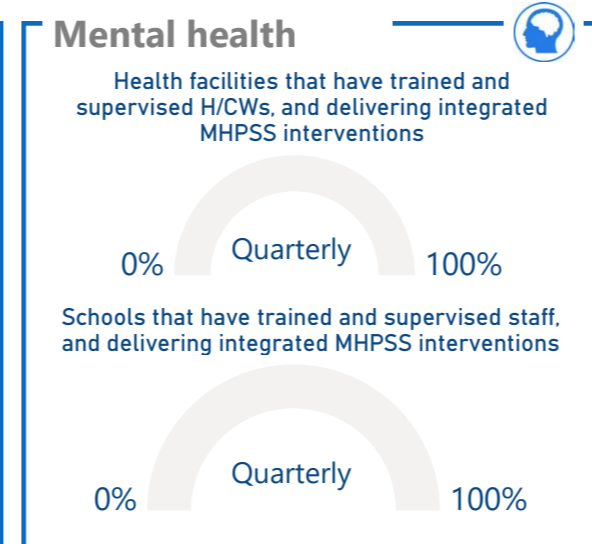 Mental health
Health facilities that have trained and
supervised H/CWs, and delivering integrated
MHPSS interventions
Quarterly
0%
100%
Schools that have trained and supervised staff,
and delivering integrated MHPSS interventions
Quarterly
0%
100%